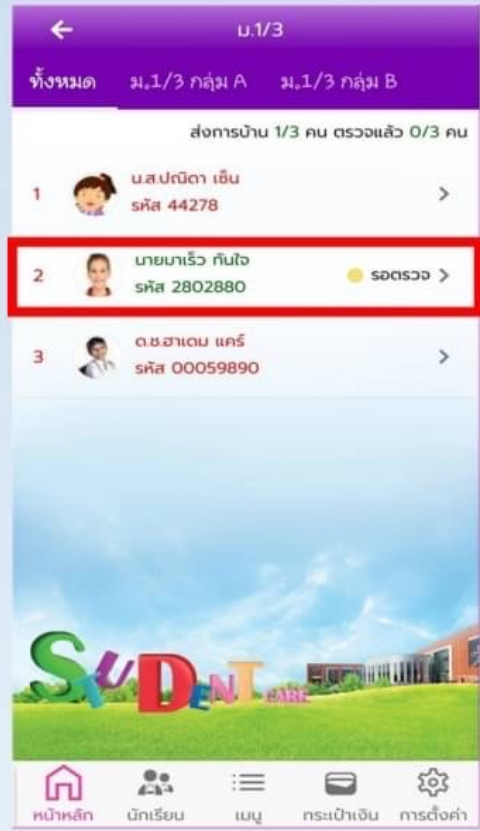 ม.1/3
ทั้งหมด ม.1/3 กลุ่ม A ม.1/3 กลุ่ม B
ส่งการบ้าน 1/3 คน ตรวจแล้ว 0/3 คน
1 น.ส.ปณิดา เซ็น
รหัส 44278
2 นายมาเร็ว ทันใจ
รหัส 2802880 รอตรวจ
3 ด.ช.ฮาเดม แคร์
รหัส 00059890
STUDENT CARE
หน้าหลัก นักเรียน เมนู กระเป๋าเงิน การตั้งค่า